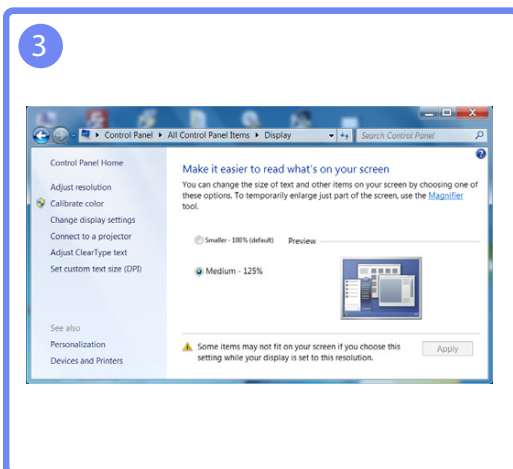 3
Control Panel ▸ All Control Panel Items ▸ Display
Search Control Panel
Control Panel Home
Adjust resolution
Calibrate color
Change display settings
Connect to a projector
Adjust ClearType text
Set custom text size (DPI)
See also
Personalization
Devices and Printers
Make it easier to read what's on your screen
You can change the size of text and other items on your screen by choosing one of
these options. To temporarily enlarge just part of the screen, use the Magnifier
tool.
Smaller - 100% (default)
Preview
Medium - 125%
Some items may not fit on your screen if you choose this
setting while your display is set to this resolution.
Apply